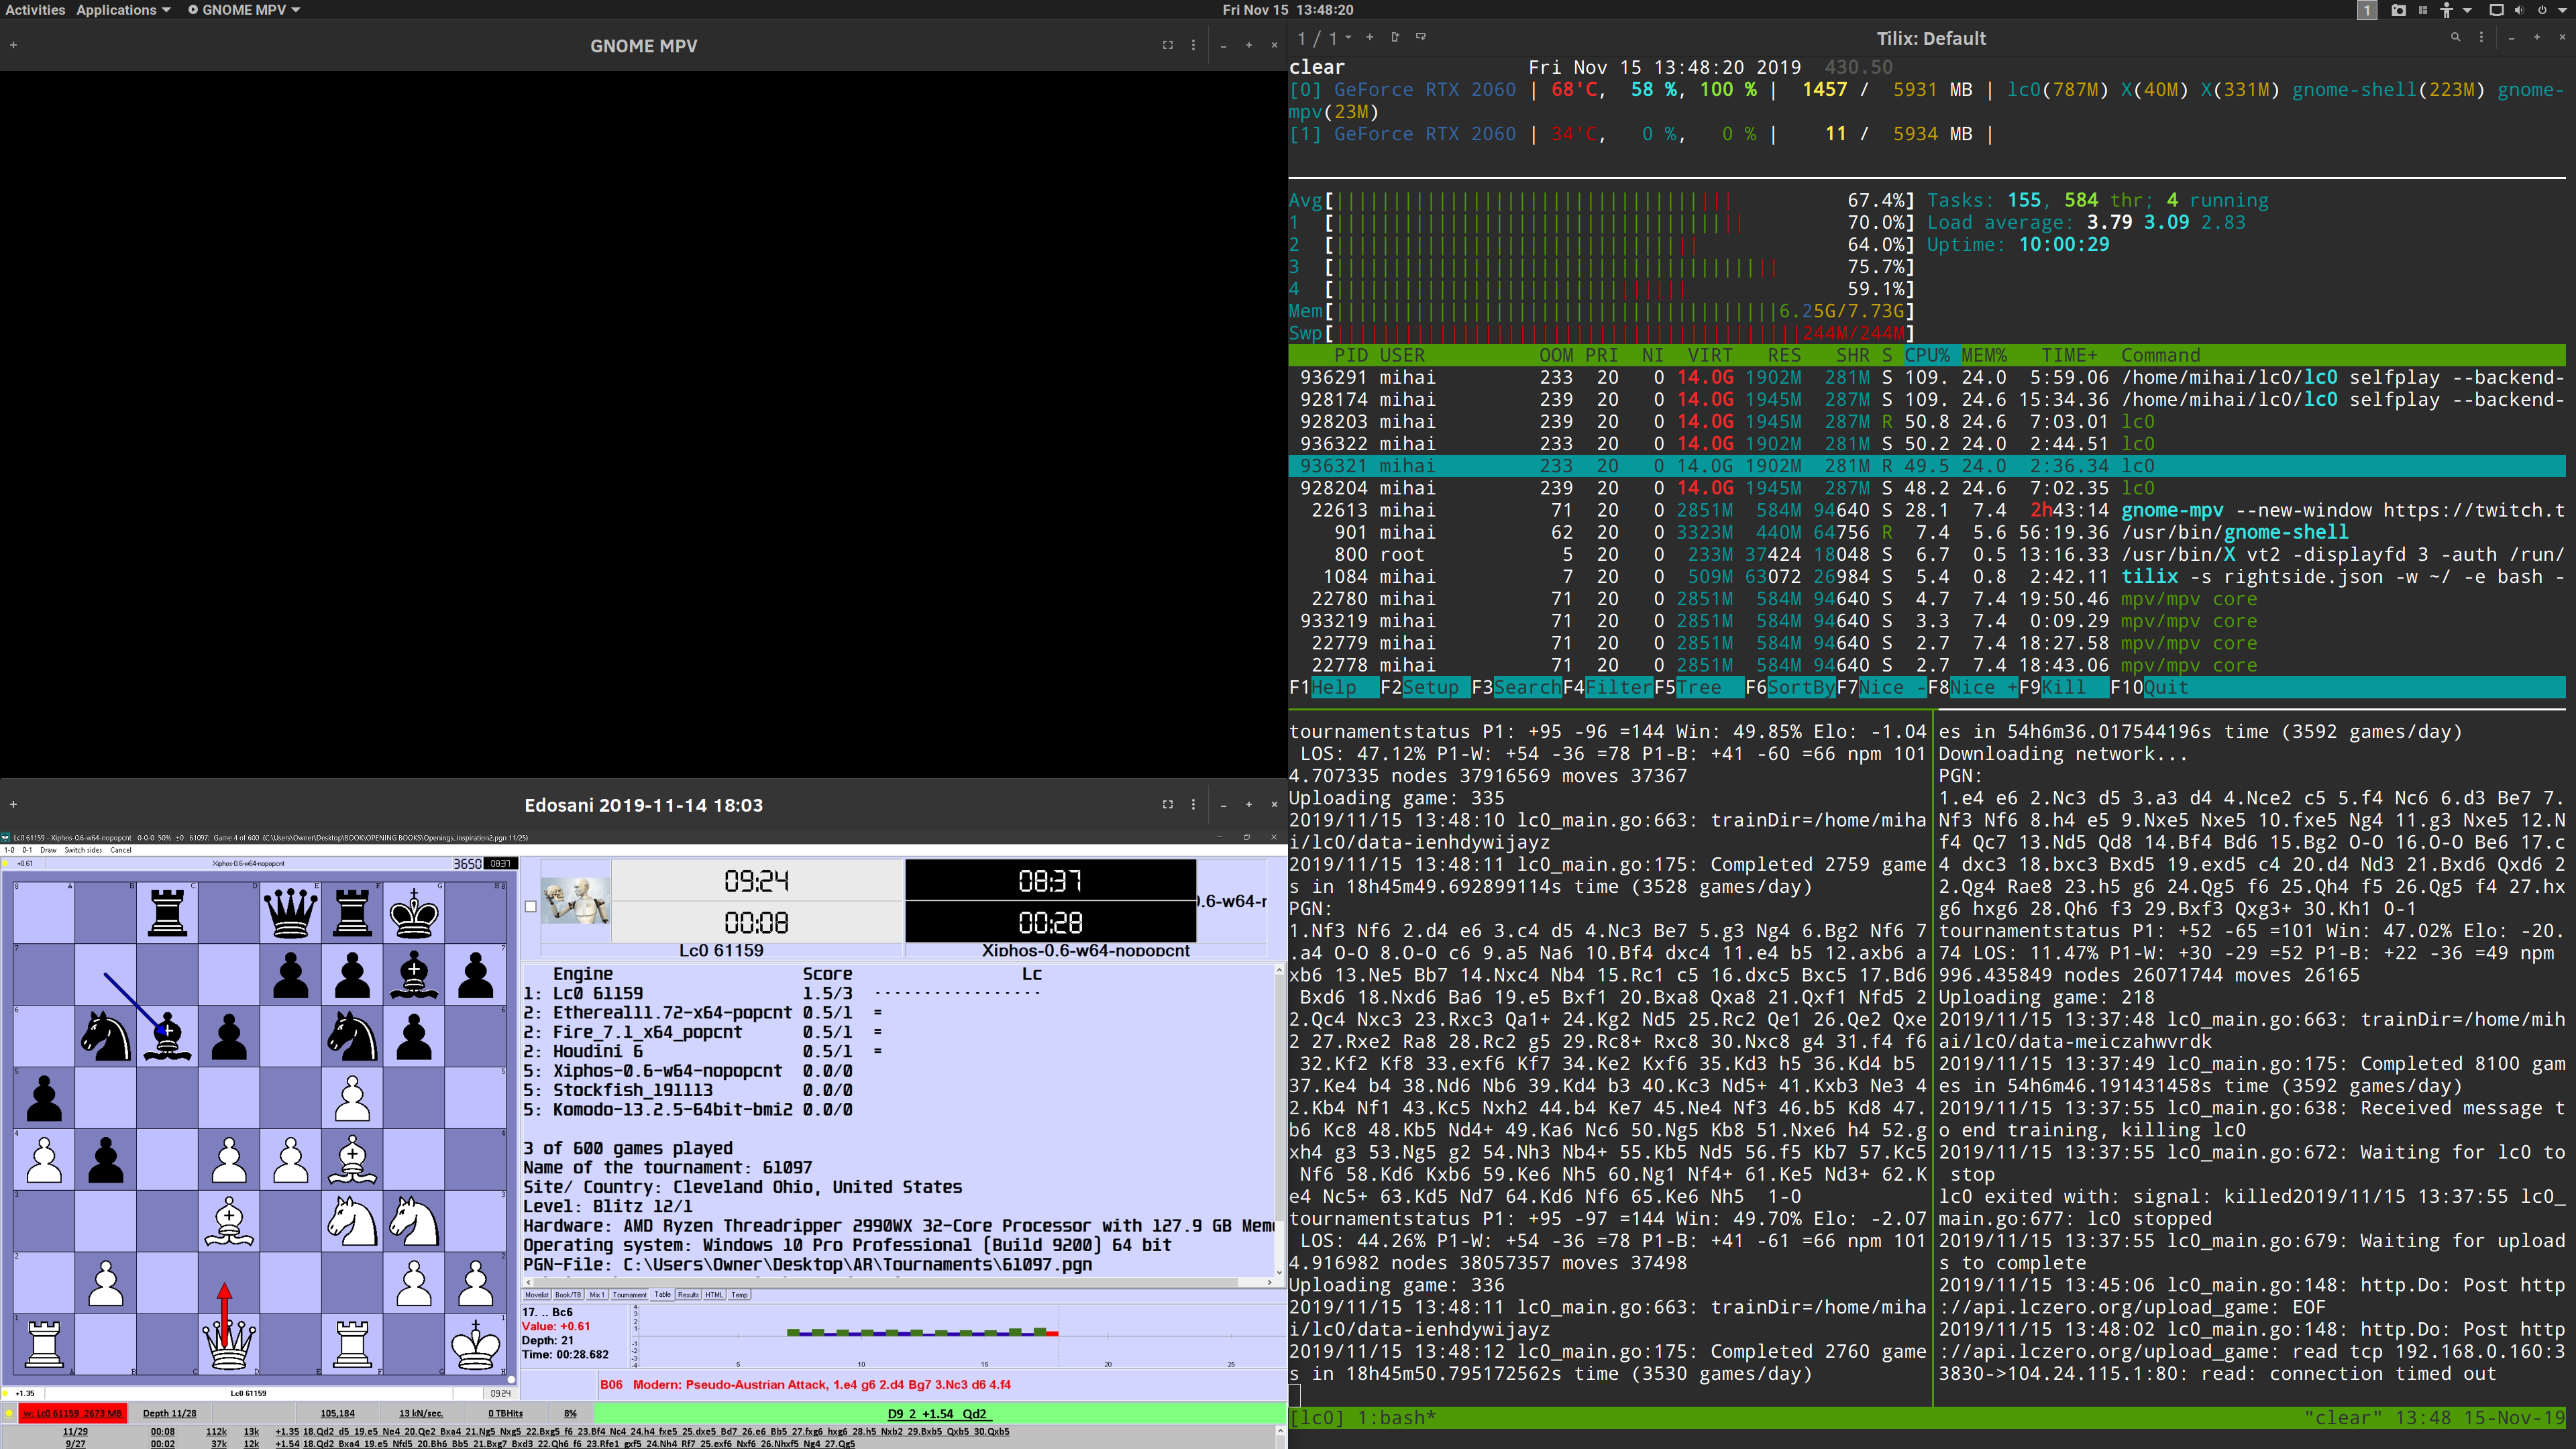 Activities Applications GNOME MPV Fri Nov 15 13:48:20 1
GNOME MPV
1 / 1 Tilix: Default
clear Fri Nov 15 13:48:20 2019 430.50
[0] GeForce RTX 2060 | 68'C, 58 %, 100 % | 1457 / 5931 MB | lc0(787M) X(40M) X(331M) gnome-shell(223M) gnome-
mpv(23M)
[1] GeForce RTX 2060 | 34'C, 0 %, 0 % | 11 / 5934 MB |
Avg[ 67.4%] Tasks: 155, 584 thr; 4 running
1 [ 70.0%] Load average: 3.79 3.09 2.83
2 [ 64.0%] Uptime: 10:00:29
3 [ 75.7%]
4 [ 59.1%]
Mem[ 6.25G/7.73G]
Swp[ 244M/244M]
PID USER OOM PRI NI VIRT RES SHR S CPU% MEM% TIME+ Command
936291 mihai 233 20 0 14.0G 1902M 281M S 109. 24.0 5:59.06 /home/mihai/lc0/lc0 selfplay --backend-
928174 mihai 239 20 0 14.0G 1945M 287M S 109. 24.6 15:34.36 /home/mihai/lc0/lc0 selfplay --backend-
928203 mihai 239 20 0 14.0G 1945M 287M R 50.8 24.6 7:03.01 lc0
936322 mihai 233 20 0 14.0G 1902M 281M S 50.2 24.0 2:44.51 lc0
936321 mihai 233 20 0 14.0G 1902M 281M R 49.5 24.0 2:36.34 lc0
928204 mihai 239 20 0 14.0G 1945M 287M S 48.2 24.6 7:02.35 lc0
22613 mihai 71 20 0 2851M 584M 94640 S 28.1 7.4 2h43:14 gnome-mpv --new-window https://twitch.t
901 mihai 62 20 0 3323M 440M 64756 R 7.4 5.6 56:19.36 /usr/bin/gnome-shell
800 root 5 20 0 233M 37424 18048 S 6.7 0.5 13:16.33 /usr/bin/X vt2 -displayfd 3 -auth /run/
1084 mihai 7 20 0 509M 63072 26984 S 5.4 0.8 2:42.11 tilix -s rightside.json -w ~/ -e bash -
22780 mihai 71 20 0 2851M 584M 94640 S 4.7 7.4 19:50.46 mpv/mpv core
933219 mihai 71 20 0 2851M 584M 94640 S 3.3 7.4 0:09.29 mpv/mpv core
22779 mihai 71 20 0 2851M 584M 94640 S 2.7 7.4 18:27.58 mpv/mpv core
22778 mihai 71 20 0 2851M 584M 94640 S 2.7 7.4 18:43.06 mpv/mpv core
F1Help F2Setup F3SearchF4FilterF5Tree F6SortByF7Nice -F8Nice +F9Kill F10Quit
tournamentstatus P1: +95 -96 =144 Win: 49.85% Elo: -1.04
LOS: 47.12% P1-W: +54 -36 =78 P1-B: +41 -60 =66 npm 101
4.707335 nodes 37916569 moves 37367
Uploading game: 335
2019/11/15 13:48:10 lc0_main.go:663: trainDir=/home/miha
i/lc0/data-ienhdywijayz
2019/11/15 13:48:11 lc0_main.go:175: Completed 2759 game
s in 18h45m49.692899114s time (3528 games/day)
PGN:
1.Nf3 Nf6 2.d4 e6 3.c4 d5 4.Nc3 Be7 5.g3 Ng4 6.Bg2 Nf6 7
.a4 O-O 8.O-O c6 9.a5 Na6 10.Bf4 dxc4 11.e4 b5 12.axb6 a
xb6 13.Ne5 Bb7 14.Nxc4 Nb4 15.Rc1 c5 16.dxc5 Bxc5 17.Bd6
Bxd6 18.Nxd6 Ba6 19.e5 Bxf1 20.Bxa8 Qxa8 21.Qxf1 Nfd5 2
2.Qc4 Nxc3 23.Rxc3 Qa1+ 24.Kg2 Nd5 25.Rc2 Qe1 26.Qe2 Qxe
2 27.Rxe2 Ra8 28.Rc2 g5 29.Rc8+ Rxc8 30.Nxc8 g4 31.f4 f6
32.Kf2 Kf8 33.exf6 Kf7 34.Ke2 Kxf6 35.Kd3 h5 36.Kd4 b5
37.Ke4 b4 38.Nd6 Nb6 39.Kd4 b3 40.Kc3 Nd5+ 41.Kxb3 Ne3 4
2.Kb4 Nf1 43.Kc5 Nxh2 44.b4 Ke7 45.Ne4 Nf3 46.b5 Kd8 47.
b6 Kc8 48.Kb5 Nd4+ 49.Ka6 Nc6 50.Ng5 Kb8 51.Nxe6 h4 52.g
xh4 g3 53.Ng5 g2 54.Nh3 Nb4+ 55.Kb5 Nd5 56.f5 Kb7 57.Kc5
Nf6 58.Kd6 Kxb6 59.Ke6 Nh5 60.Ng1 Nf4+ 61.Ke5 Nd3+ 62.K
e4 Nc5+ 63.Kd5 Nd7 64.Kd6 Nf6 65.Ke6 Nh5 1-0
tournamentstatus P1: +95 -97 =144 Win: 49.70% Elo: -2.07
LOS: 44.26% P1-W: +54 -36 =78 P1-B: +41 -61 =66 npm 101
4.916982 nodes 38057357 moves 37498
Uploading game: 336
2019/11/15 13:48:11 lc0_main.go:663: trainDir=/home/miha
i/lc0/data-ienhdywijayz
2019/11/15 13:48:12 lc0_main.go:175: Completed 2760 game
s in 18h45m50.795172562s time (3530 games/day)
es in 54h6m36.017544196s time (3592 games/day)
Downloading network...
PGN:
1.e4 e6 2.Nc3 d5 3.a3 d4 4.Nce2 c5 5.f4 Nc6 6.d3 Be7 7.
Nf3 Nf6 8.h4 e5 9.Nxe5 Nxe5 10.fxe5 Ng4 11.g3 Nxe5 12.N
f4 Qc7 13.Nd5 Qd8 14.Bf4 Bd6 15.Bg2 O-O 16.O-O Be6 17.c
4 dxc3 18.bxc3 Bxd5 19.exd5 c4 20.d4 Nd3 21.Bxd6 Qxd6 2
2.Qg4 Rae8 23.h5 g6 24.Qg5 f6 25.Qh4 f5 26.Qg5 f4 27.hx
g6 hxg6 28.Qh6 f3 29.Bxf3 Qxg3+ 30.Kh1 0-1
tournamentstatus P1: +52 -65 =101 Win: 47.02% Elo: -20.
74 LOS: 11.47% P1-W: +30 -29 =52 P1-B: +22 -36 =49 npm
996.435849 nodes 26071744 moves 26165
Uploading game: 218
2019/11/15 13:37:48 lc0_main.go:663: trainDir=/home/mih
ai/lc0/data-meiczahwvrdk
2019/11/15 13:37:49 lc0_main.go:175: Completed 8100 gam
es in 54h6m46.191431458s time (3592 games/day)
2019/11/15 13:37:55 lc0_main.go:638: Received message t
o end training, killing lc0
2019/11/15 13:37:55 lc0_main.go:672: Waiting for lc0 to
stop
lc0 exited with: signal: killed2019/11/15 13:37:55 lc0_
main.go:677: lc0 stopped
2019/11/15 13:37:55 lc0_main.go:679: Waiting for upload
s to complete
2019/11/15 13:45:06 lc0_main.go:148: http.Do: Post http
://api.lczero.org/upload_game: EOF
2019/11/15 13:48:02 lc0_main.go:148: http.Do: Post http
://api.lczero.org/upload_game: read tcp 192.168.0.160:3
3830->104.24.115.1:80: read: connection timed out
[lc0] 1:bash* "clear" 13:48 15-Nov-19
Edosani 2019-11-14 18:03
Lc0 61159 - Xiphos-0.6-w64-nopopcnt 0-0-0 50% ±0 61097: Game 4 of 600 (C:\Users\Owner\Desktop\BOOK\OPENING BOOKS\Openings_inspiration2.pgn 11/25)
1-0 0-1 Draw Switch sides Cancel
+0.61 Xiphos-0.6-w64-nopopcnt 3650 08:37
09:24 08:37
00:08 00:28
Lc0 61159 Xiphos-0.6-w64-nopopcnt
Engine Score Lc
1: Lc0 61159 1.5/3 ·················
2: Ethereal11.72-x64-popcnt 0.5/1 =
2: Fire_7.1_x64_popcnt 0.5/1 =
2: Houdini 6 0.5/1 =
5: Xiphos-0.6-w64-nopopcnt 0.0/0
5: Stockfish_191113 0.0/0
5: Komodo-13.2.5-64bit-bmi2 0.0/0
3 of 600 games played
Name of the tournament: 61097
Site/ Country: Cleveland Ohio, United States
Level: Blitz 12/1
Hardware: AMD Ryzen Threadripper 2990WX 32-Core Processor with 127.9 GB Mem
Operating system: Windows 10 Pro Professional (Build 9200) 64 bit
PGN-File: C:\Users\Owner\Desktop\AR\Tournaments\61097.pgn
Movelist Book/TB Mix 1 Tournament Table Results HTML Temp
17. .. Bc6
Value: +0.61
Depth: 21
Time: 00:28.682
5 10 15 20 25
B06 Modern: Pseudo-Austrian Attack, 1.e4 g6 2.d4 Bg7 3.Nc3 d6 4.f4
+1.35 Lc0 61159 09:24
w: Lc0 61159, 2673 MB Depth 11/28 105,184 13 kN/sec. 0 TBHits 8% D9 2 +1.54 Qd2
11/29 00:08 112k 13k +1.35 18.Qd2 d5 19.e5 Ne4 20.Qe2 Bxa4 21.Ng5 Nxg5 22.Bxg5 f6 23.Bf4 Nc4 24.h4 fxe5 25.dxe5 Bd7 26.e6 Bb5 27.fxg6 hxg6 28.h5 Nxb2 29.Bxb5 Qxb5 30.Qxb5
9/27 00:02 37k 12k +1.54 18.Qd2 Bxa4 19.e5 Nfd5 20.Bh6 Bb5 21.Bxg7 Bxd3 22.Qh6 f6 23.Rfe1 gxf5 24.Nh4 Rf7 25.exf6 Nxf6 26.Nhxf5 Ng4 27.Qg5